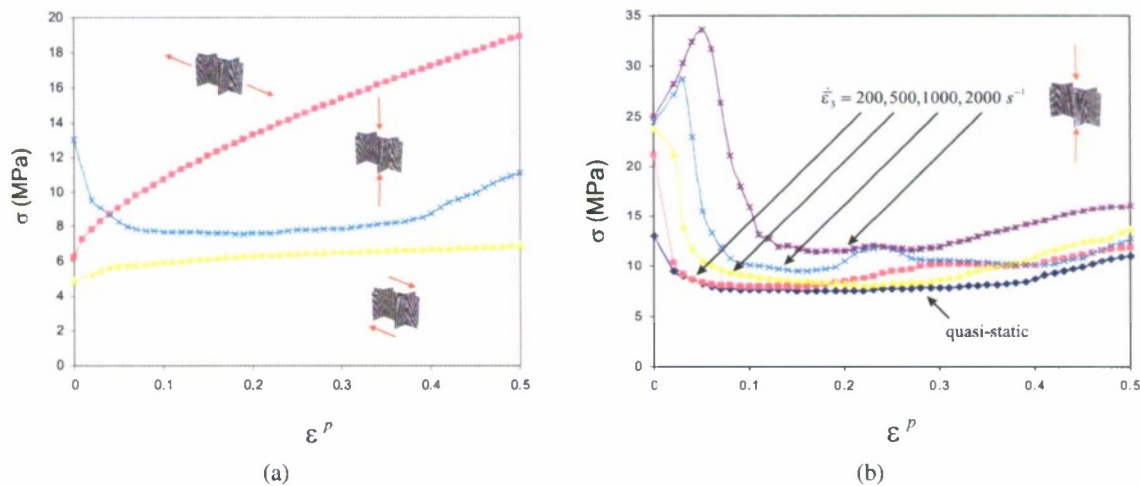 20
18
16
14
12
10
8
6
4
2
0
σ (MPa)
0 0.1 0.2 0.3 0.4 0.5
ε^p
(a)
35
30
25
20
15
10
5
0
σ (MPa)
ε̇̄₃ = 200, 500, 1000, 2000 s⁻¹
quasi-static
0 0.1 0.2 0.3 0.4 0.5
ε^p
(b)